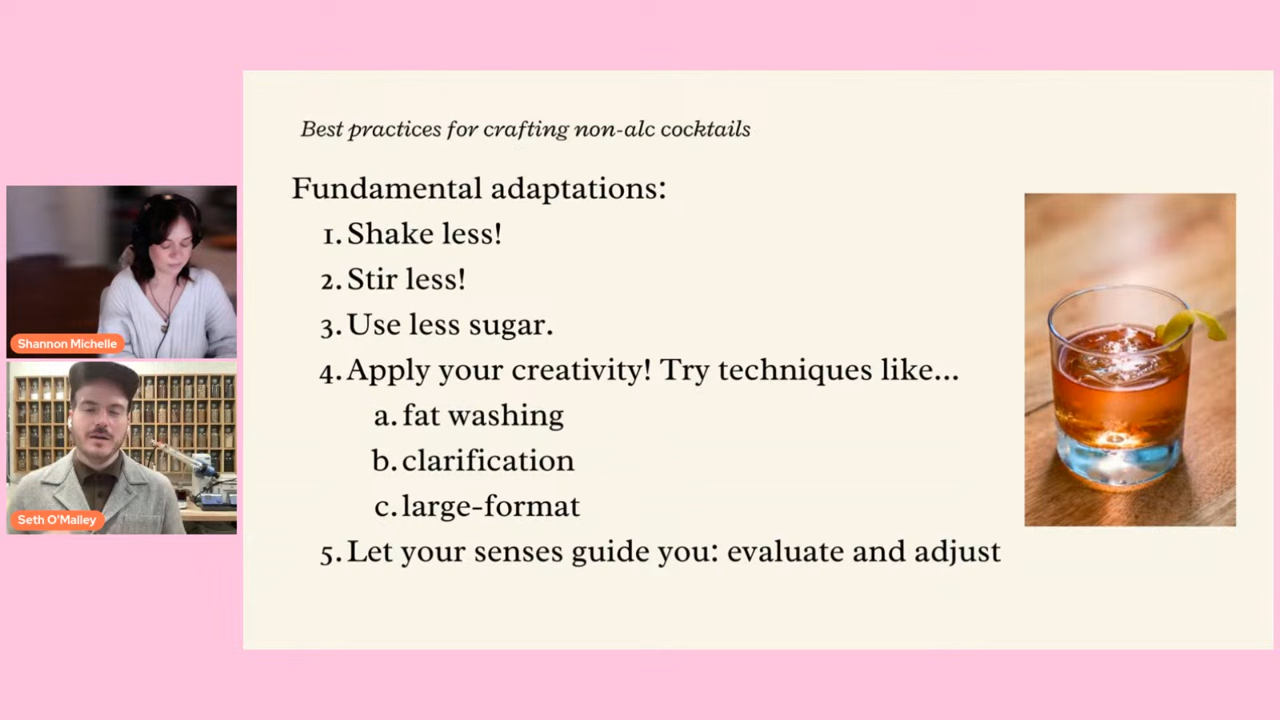 Best practices for crafting non-alc cocktails
Fundamental adaptations:
1. Shake less!
2. Stir less!
3. Use less sugar.
4. Apply your creativity! Try techniques like...
a. fat washing
b. clarification
c. large-format
5. Let your senses guide you: evaluate and adjust
Shannon Michelle
Seth O'Malley